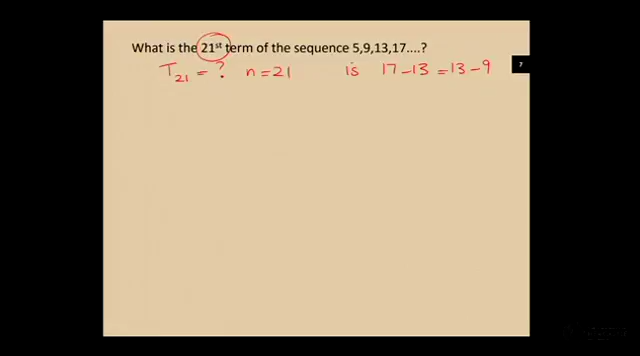 What is the 21st term of the sequence 5,9,13,17....?
T21 = ? n = 21 is 17 - 13 = 13 - 9
7